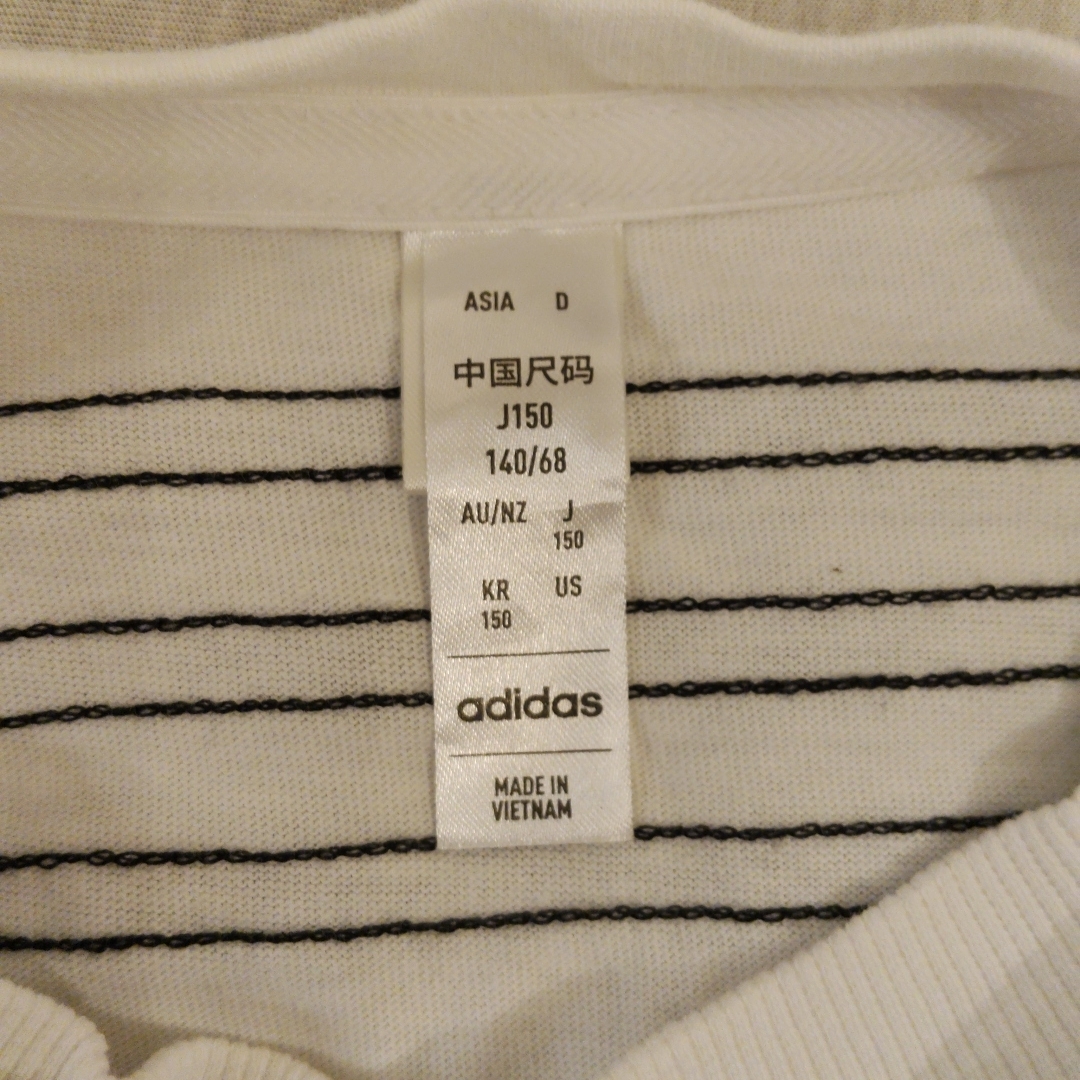 ASIA D
中国尺码
J150
140/68
AU/NZ J
150
KR US
150
adidas
MADE IN
VIETNAM